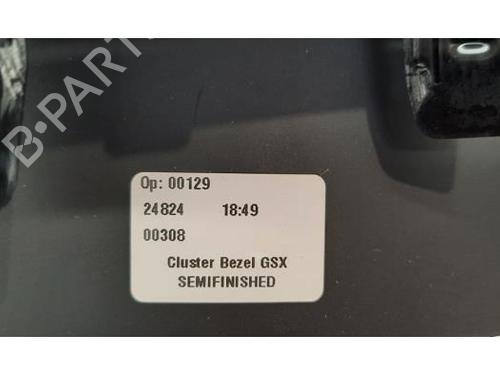 B-PARTS
Op: 00129
24824 18:49
00308
Cluster Bezel GSX
SEMIFINISHED